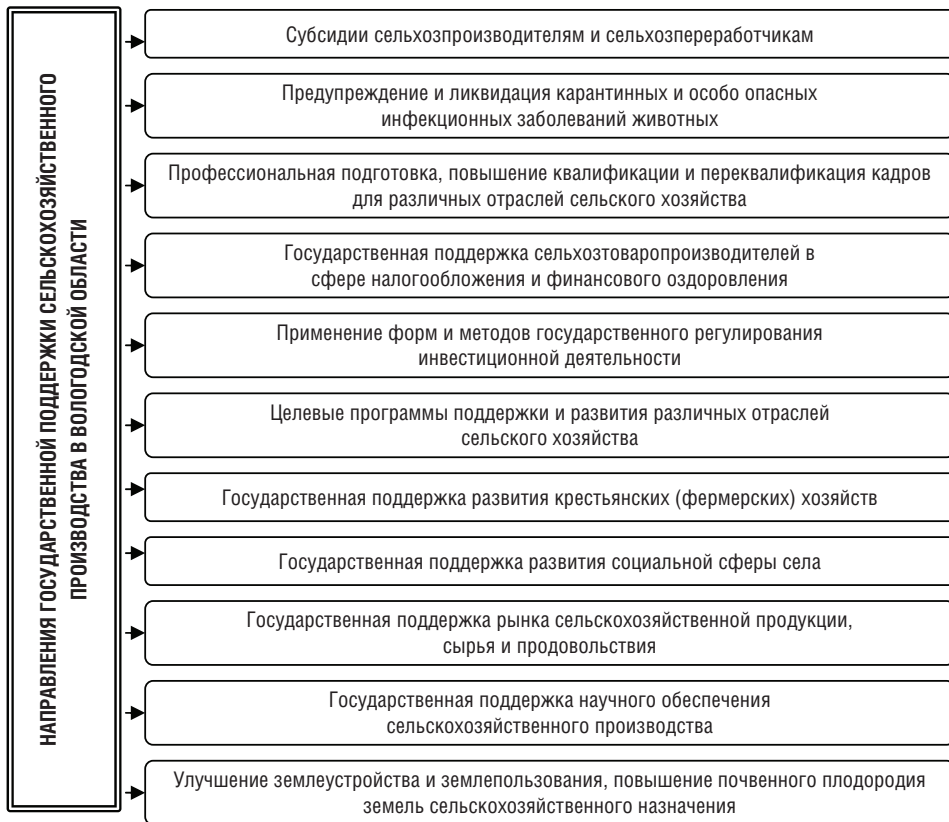 НАПРАВЛЕНИЯ ГОСУДАРСТВЕННОЙ ПОДДЕРЖКИ СЕЛЬСКОХОЗЯЙСТВЕННОГО
ПРОИЗВОДСТВА В ВОЛОГОДСКОЙ ОБЛАСТИ
Субсидии сельхозпроизводителям и сельхозпереработчикам
Предупреждение и ликвидация карантинных и особо опасных
инфекционных заболеваний животных
Профессиональная подготовка, повышение квалификации и переквалификация кадров
для различных отраслей сельского хозяйства
Государственная поддержка сельхозтоваропроизводителей в
сфере налогообложения и финансового оздоровления
Применение форм и методов государственного регулирования
инвестиционной деятельности
Целевые программы поддержки и развития различных отраслей
сельского хозяйства
Государственная поддержка развития крестьянских (фермерских) хозяйств
Государственная поддержка развития социальной сферы села
Государственная поддержка рынка сельскохозяйственной продукции,
сырья и продовольствия
Государственная поддержка научного обеспечения
сельскохозяйственного производства
Улучшение землеустройства и землепользования, повышение почвенного плодородия
земель сельскохозяйственного назначения